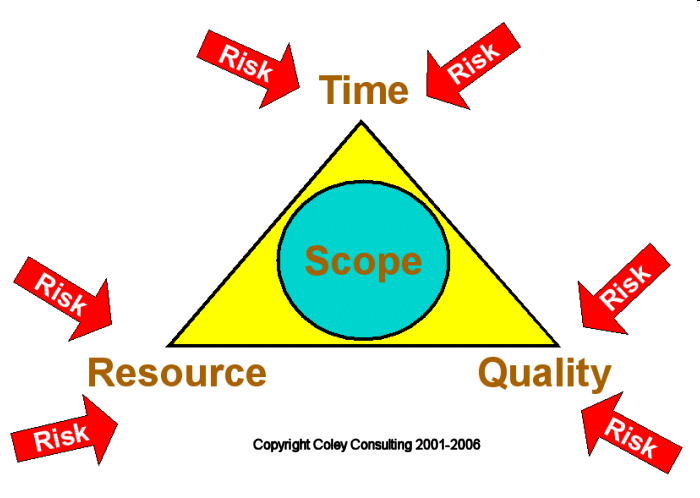 Risk
Risk
Time
Scope
Risk
Risk
Resource
Quality
Risk
Risk
Copyright Coley Consulting 2001-2006